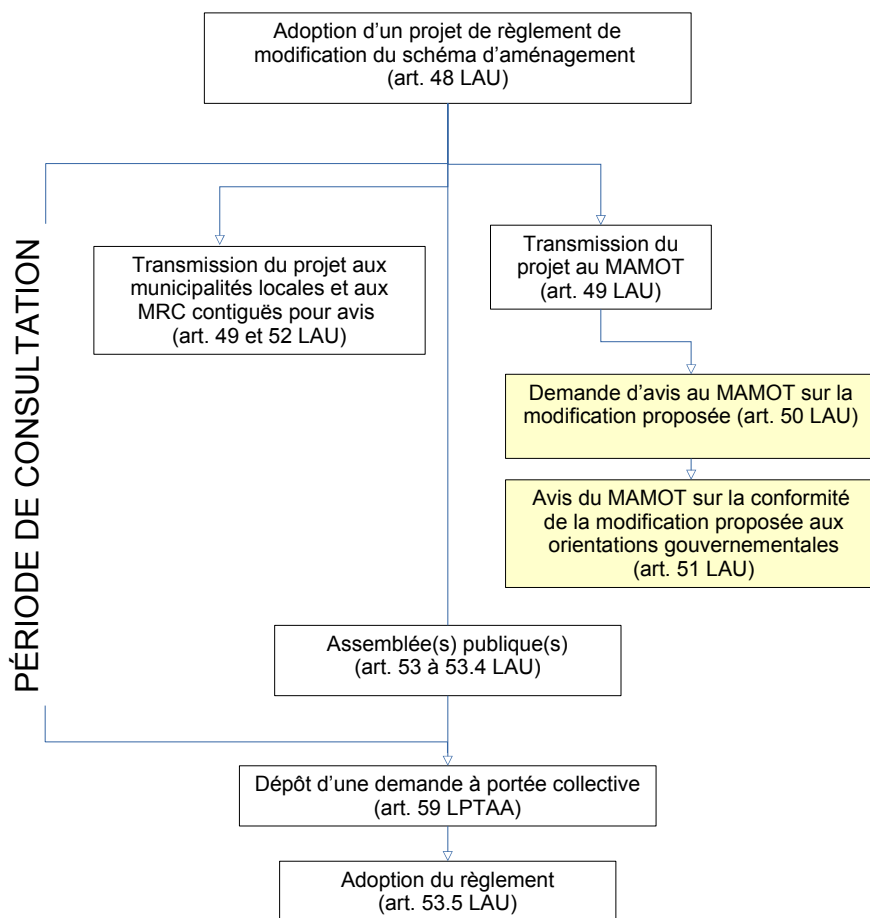 Adoption d’un projet de règlement de
modification du schéma d’aménagement
(art. 48 LAU)
PÉRIODE DE CONSULTATION
Transmission du projet aux
municipalités locales et aux
MRC contiguës pour avis
(art. 49 et 52 LAU)
Transmission du
projet au MAMOT
(art. 49 LAU)
Demande d’avis au MAMOT sur la
modification proposée (art. 50 LAU)
Avis du MAMOT sur la conformité
de la modification proposée aux
orientations gouvernementales
(art. 51 LAU)
Assemblée(s) publique(s)
(art. 53 à 53.4 LAU)
Dépôt d’une demande à portée collective
(art. 59 LPTAA)
Adoption du règlement
(art. 53.5 LAU)